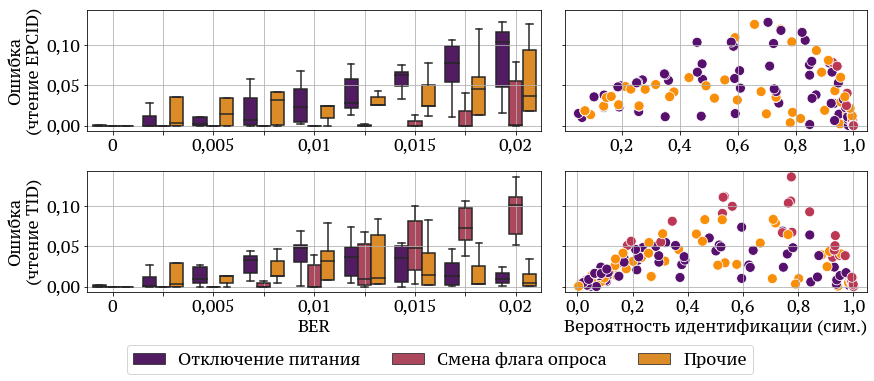 Ошибка
(чтение EPCID)
0,10
0,05
0,00
0 0,005 0,01 0,015 0,02
0,2 0,4 0,6 0,8 1,0
Ошибка
(чтение TID)
0,10
0,05
0,00
0 0,005 0,01 0,015 0,02
0,0 0,2 0,4 0,6 0,8 1,0
BER
Вероятность идентификации (сим.)
Отключение питания Смена флага опроса Прочие